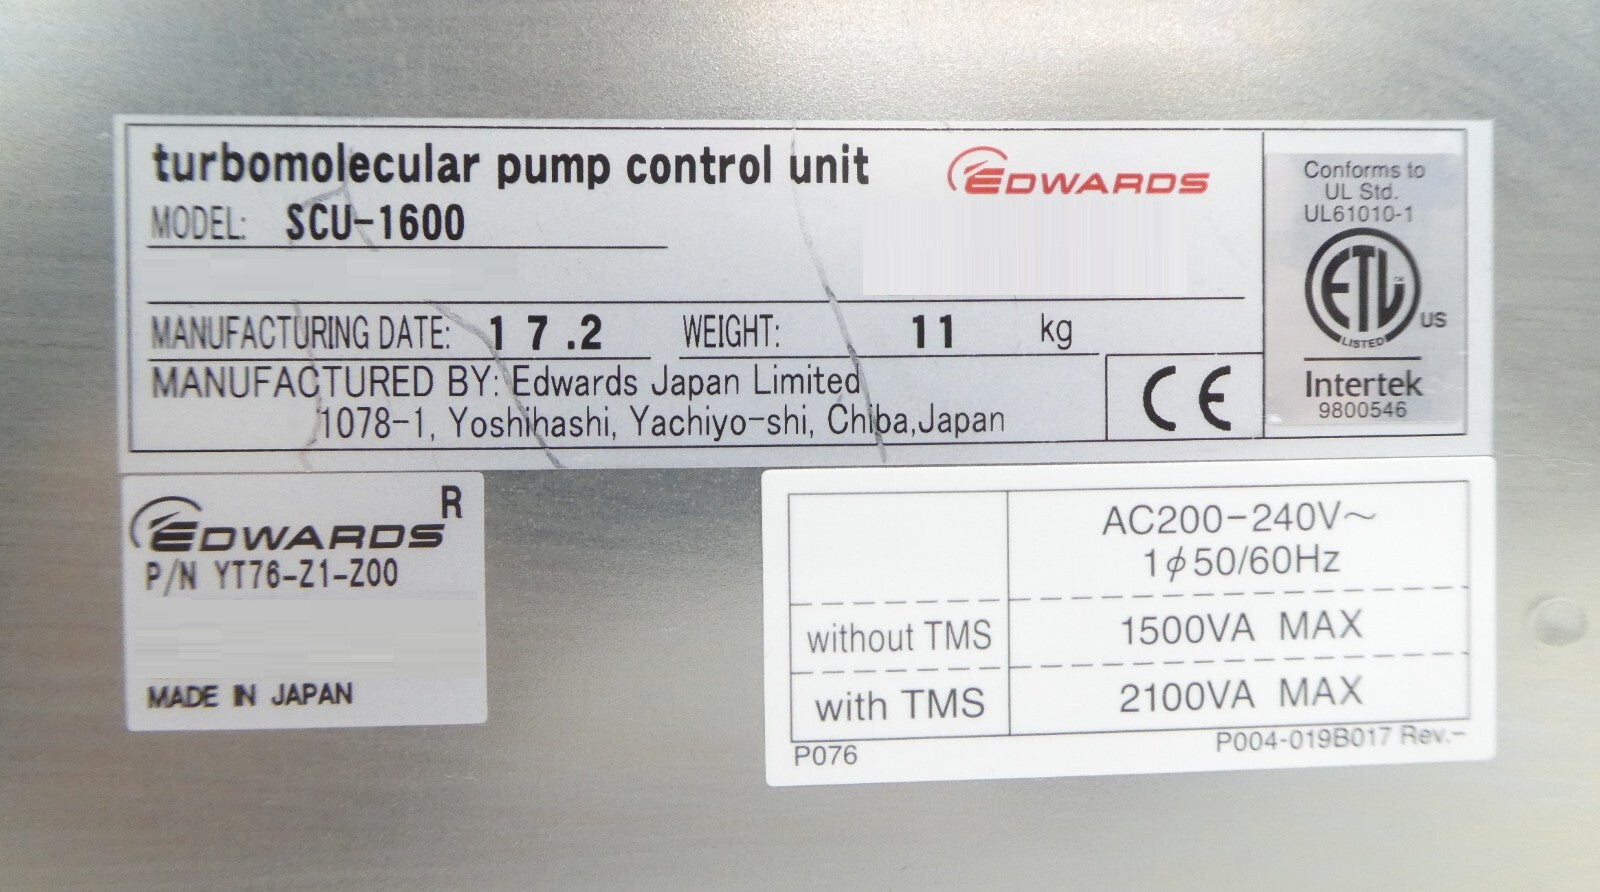 turbomolecular pump control unit
EDWARDS
MODEL: SCU-1600
MANUFACTURING DATE: 17.2 WEIGHT: 11 kg
MANUFACTURED BY: Edwards Japan Limited
1078-1, Yoshihashi, Yachiyo-shi, Chiba,Japan
CE
Conforms to
UL Std.
UL61010-1
ETL
TM
US
LISTED
Intertek
9800546
R
EDWARDS
P/N YT76-Z1-Z00
MADE IN JAPAN
AC200-240V~
1ϕ50/60Hz
without TMS 1500VA MAX
with TMS 2100VA MAX
P076 P004-019B017 Rev.-